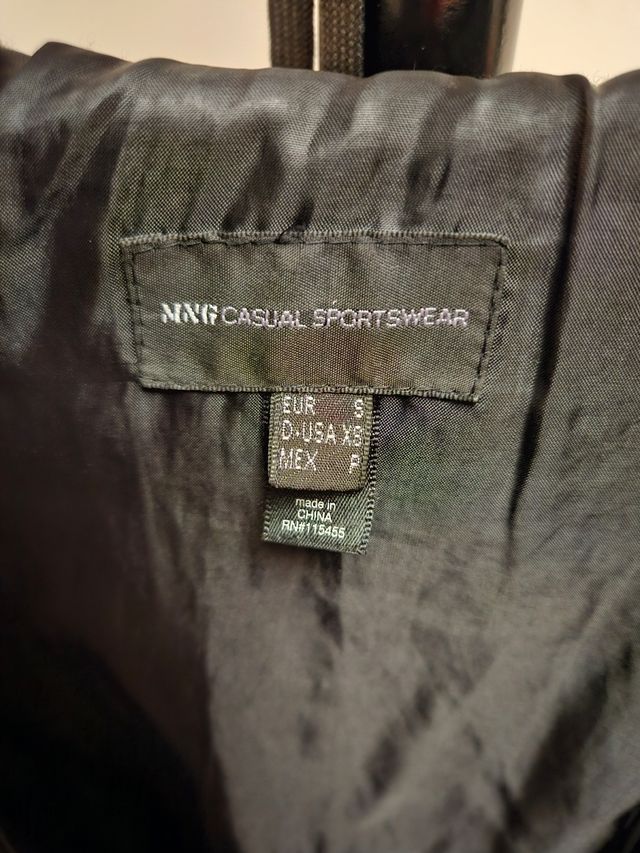 MNG CASUAL SPORTSWEAR
EUR S
D·USA XS
MEX P
made in
CHINA
RN#115455